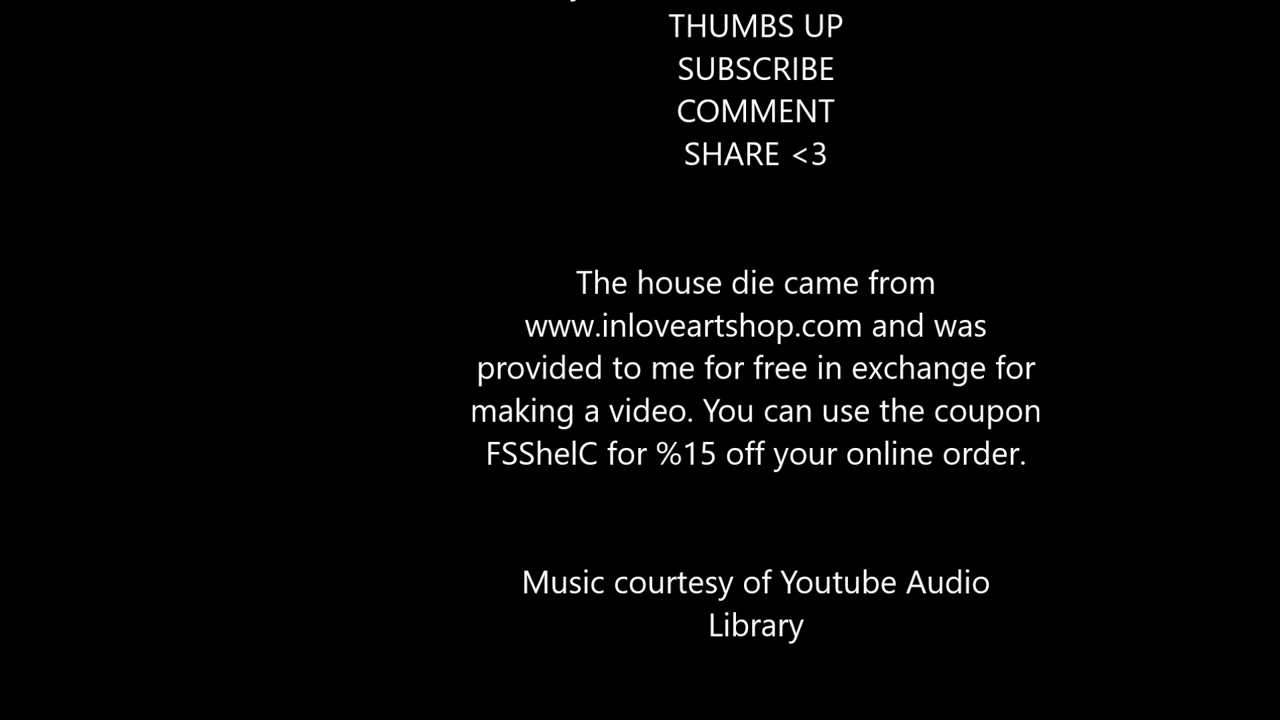 THUMBS UP
SUBSCRIBE
COMMENT
SHARE <3
The house die came from
www.inloveartshop.com and was
provided to me for free in exchange for
making a video. You can use the coupon
FSShelC for %15 off your online order.
Music courtesy of Youtube Audio
Library